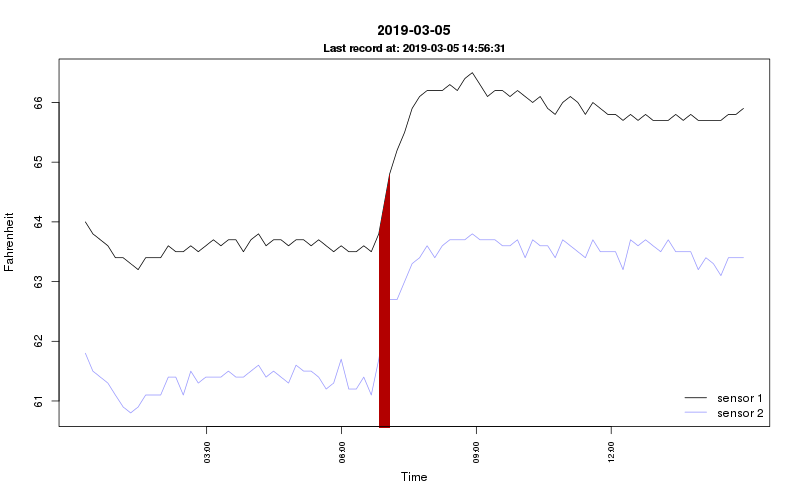 2019-03-05
Last record at: 2019-03-05 14:56:31
Fahrenheit
66
65
64
63
62
61
sensor 1
sensor 2
03:00
06:00
09:00
12:00
Time